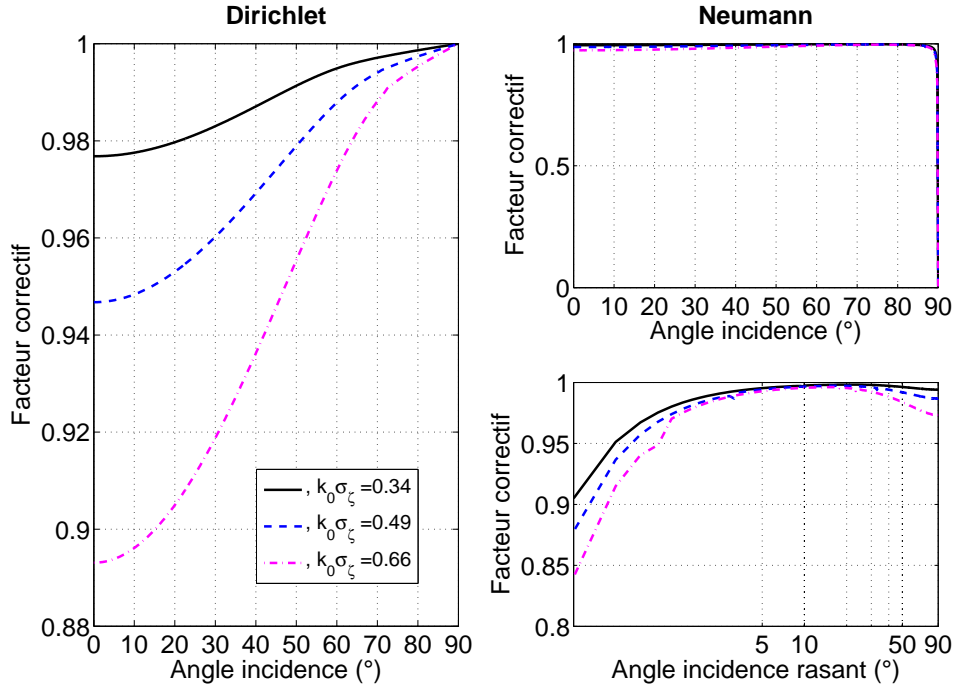 Dirichlet
Facteur correctif
1
0.98
0.96
0.94
0.92
0.9
0.88
, k₀σ_ζ =0.34
, k₀σ_ζ =0.49
, k₀σ_ζ =0.66
0 10 20 30 40 50 60 70 80 90
Angle incidence (°)
Neumann
Facteur correctif
1
0.5
0
0 10 20 30 40 50 60 70 80 90
Angle incidence (°)
Facteur correctif
1
0.95
0.9
0.85
0.8
5 10 50 90
Angle incidence rasant (°)